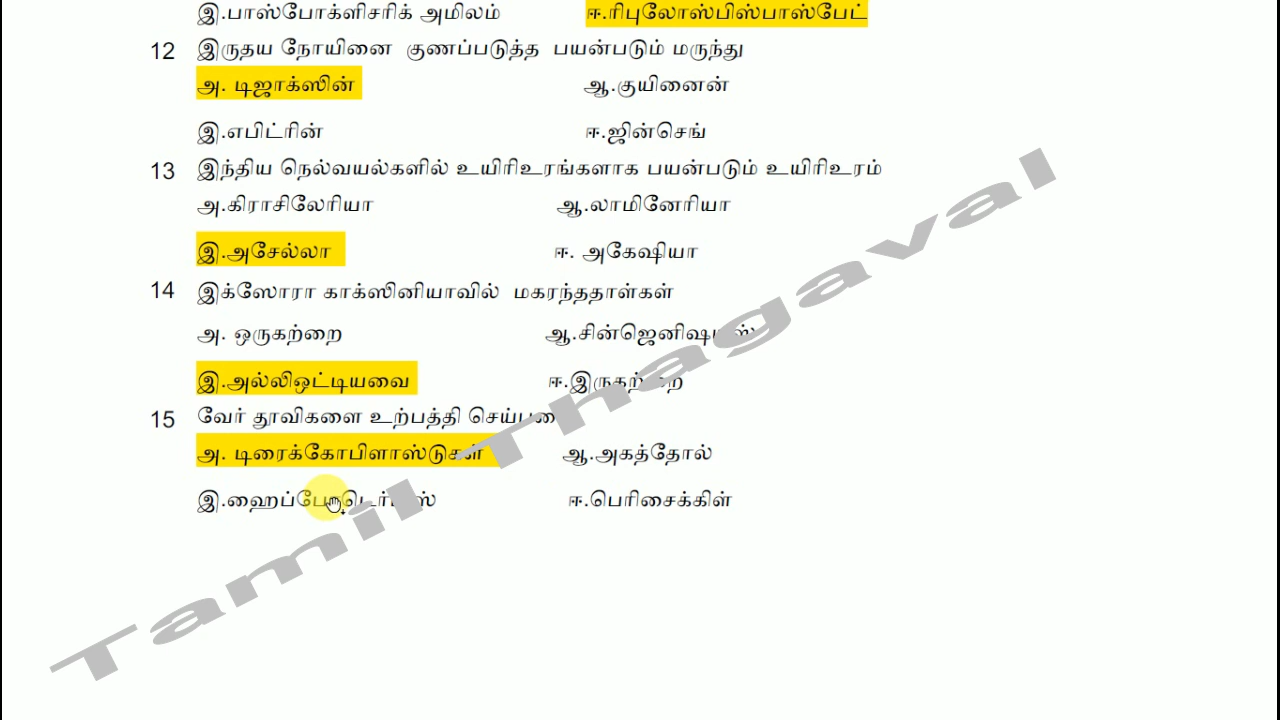 இ.பாஸ்போக்ளிசரிக் அமிலம் ஈ.ரிபுலோஸ்பிஸ்பாஸ்பேட்
12 இருதய நோயினை குணப்படுத்த பயன்படும் மருந்து
அ. டிஜாக்ஸின் ஆ.குயினைன்
இ.எபிட்ரின் ஈ.ஜின்செங்
13 இந்திய நெல்வயல்களில் உயிரிஉரங்களாக பயன்படும் உயிரிஉரம்
அ.கிராசிலேரியா ஆ.லாமினேரியா
இ.அசேல்லா ஈ. அகேஷியா
14 இக்ஸோரா காக்ஸினியாவில் மகரந்ததாள்கள்
அ. ஒருகற்றை
இ.அல்லிஒட்டியவை ஈ.இருகற்றை
15 வேர் தூவிகளை உற்பத்தி
அ. டிரைக்கோபிளாஸ்டுகள் ஆ.அகத்தோல்
ஈ.பெரிசைக்கிள்
Tamil Thagaval